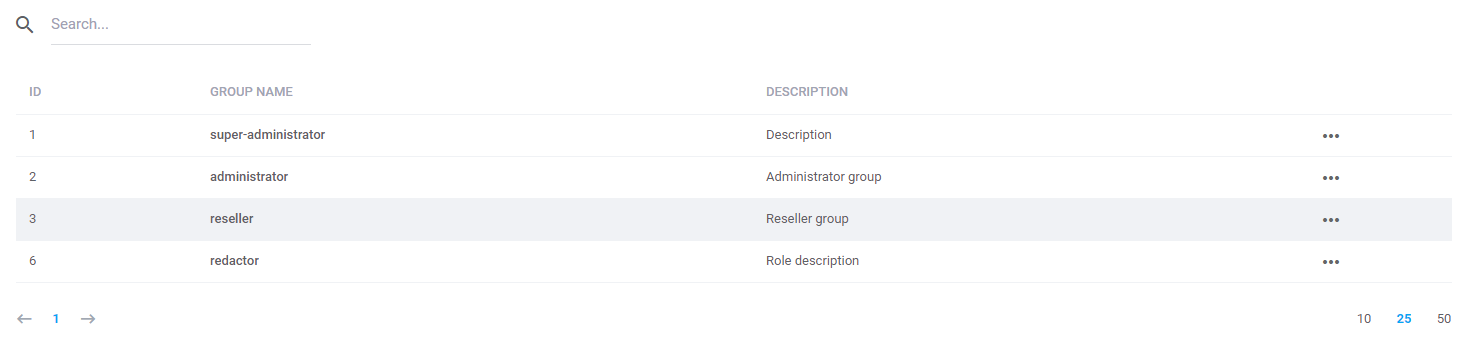 Search...
ID GROUP NAME DESCRIPTION
1 super-administrator Description
2 administrator Administrator group
3 reseller Reseller group
6 redactor Role description
1 10 25 50